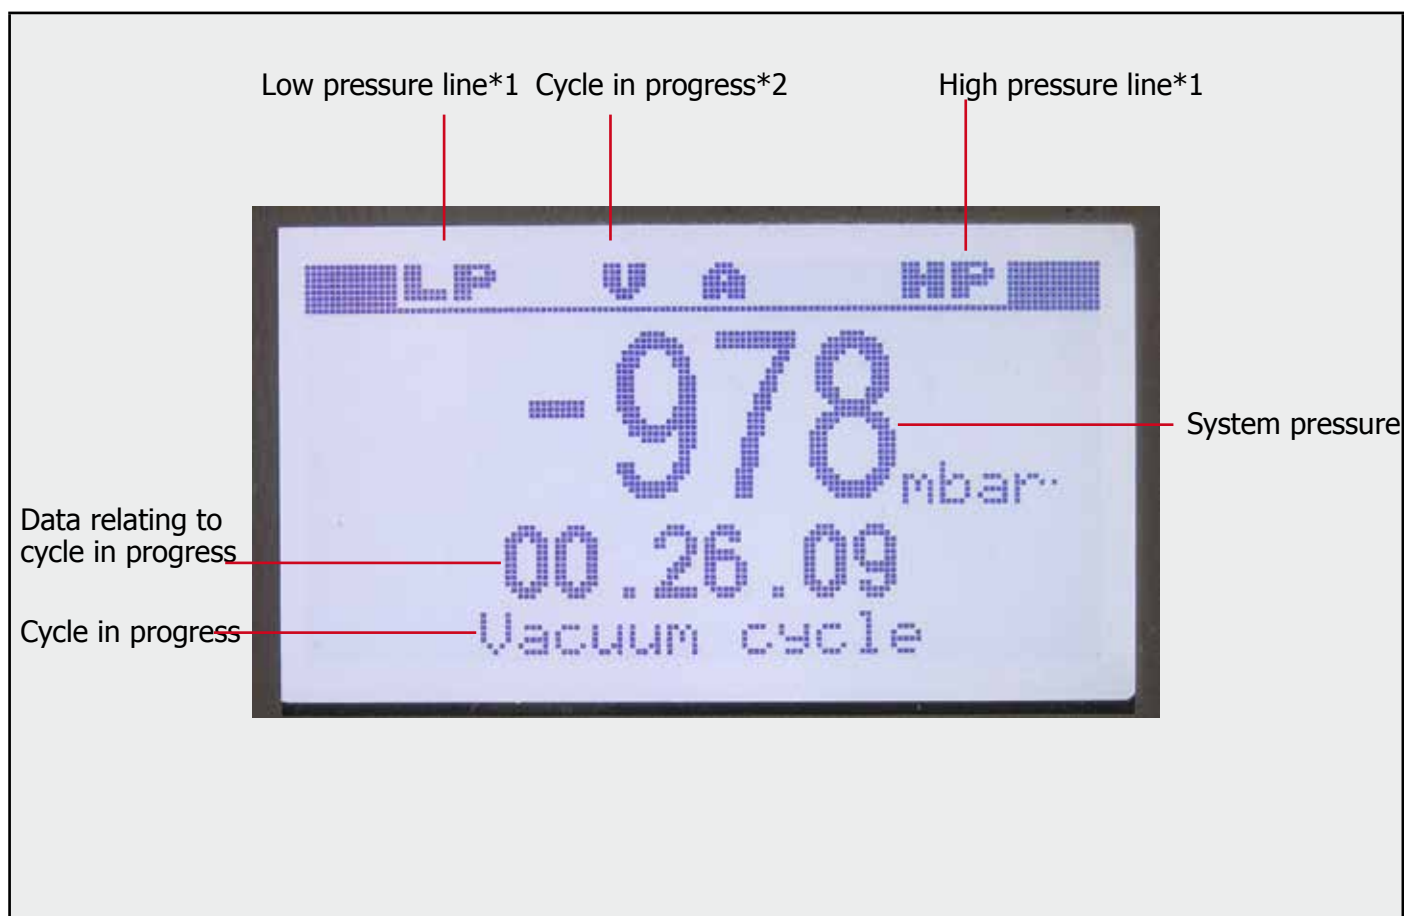 Low pressure line*1 Cycle in progress*2 High pressure line*1
LP V A HP
-978 mbar
System pressure
Data relating to
cycle in progress
00.26.09
Cycle in progress
Vacuum cycle